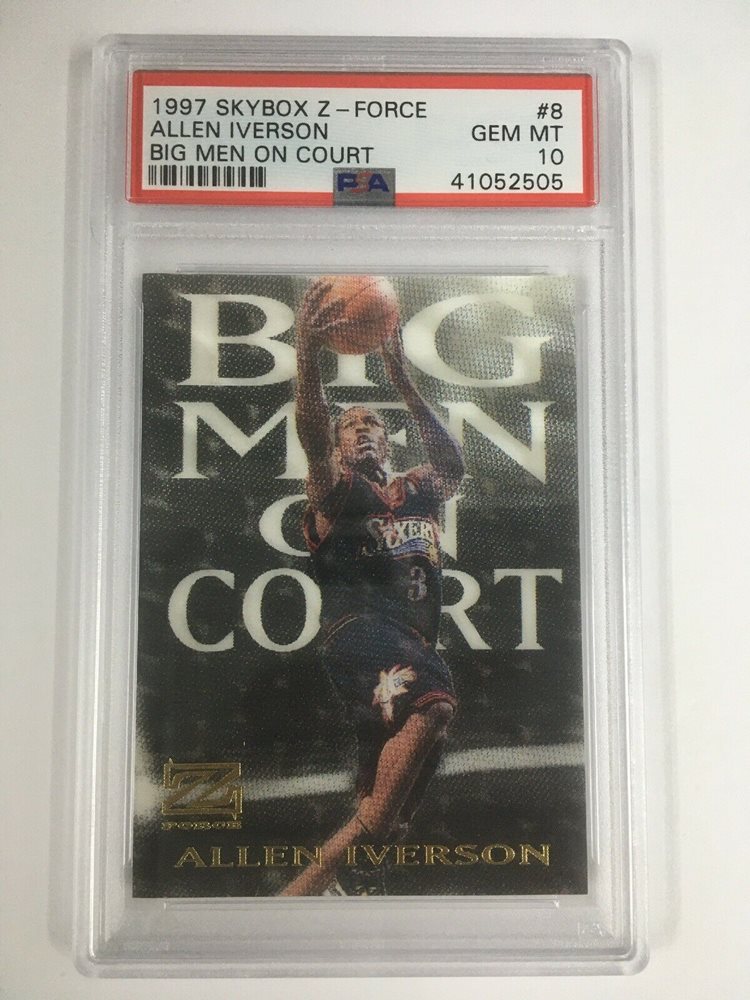 1997 SKYBOX Z-FORCE #8
ALLEN IVERSON GEM MT
BIG MEN ON COURT 10
PSA 41052505
BIG
MEN
ON
COURT
SIXERS
3
Z
FORCE
ALLEN IVERSON